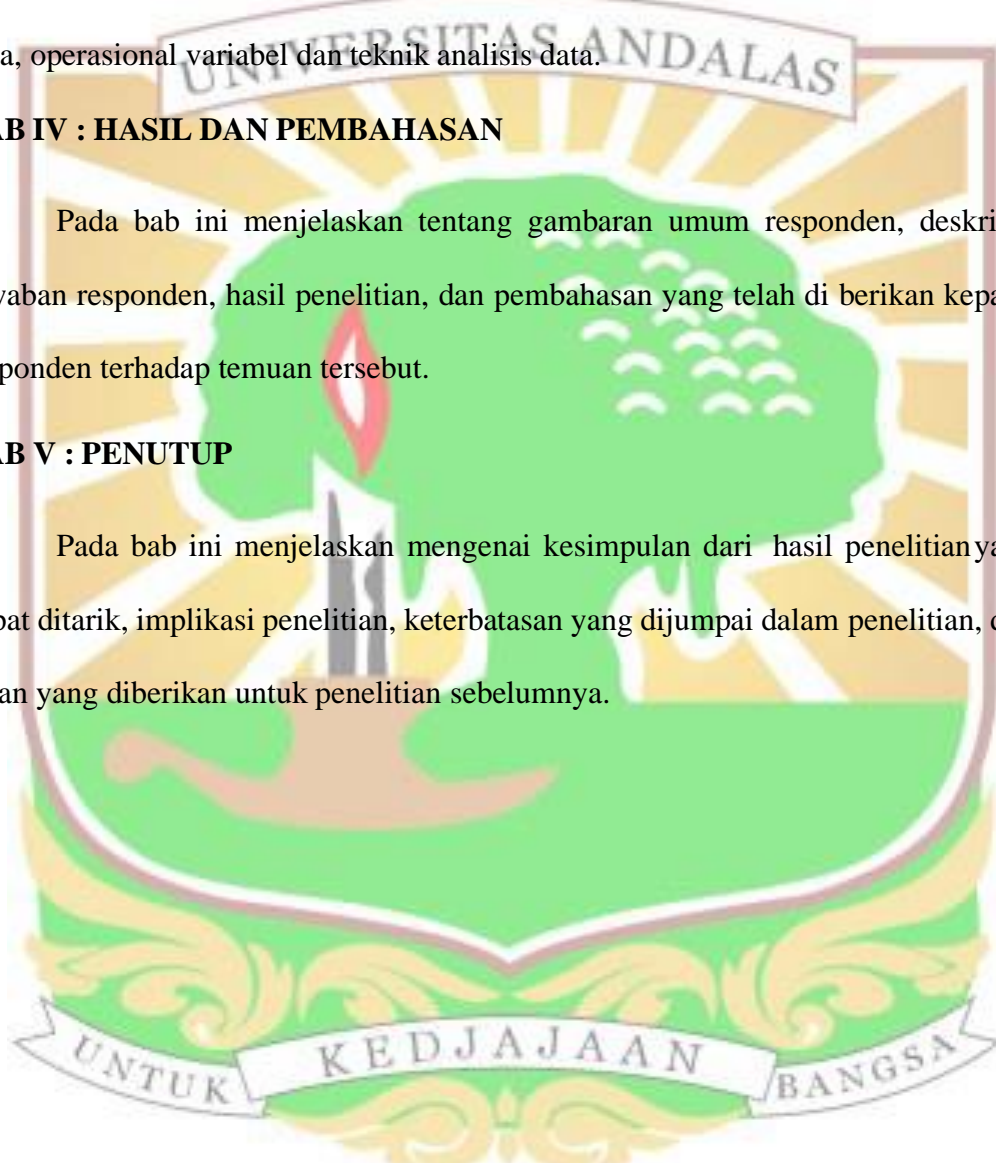 UNIVERSITAS ANDALAS
a, operasional variabel dan teknik analisis data.
AB IV : HASIL DAN PEMBAHASAN
Pada bab ini menjelaskan tentang gambaran umum responden, deskri
yaban responden, hasil penelitian, dan pembahasan yang telah di berikan kepa
ponden terhadap temuan tersebut.
AB V : PENUTUP
Pada bab ini menjelaskan mengenai kesimpulan dari hasil penelitian ya
pat ditarik, implikasi penelitian, keterbatasan yang dijumpai dalam penelitian, d
an yang diberikan untuk penelitian sebelumnya.
UNTUK KEDJAJAAN BANGSA